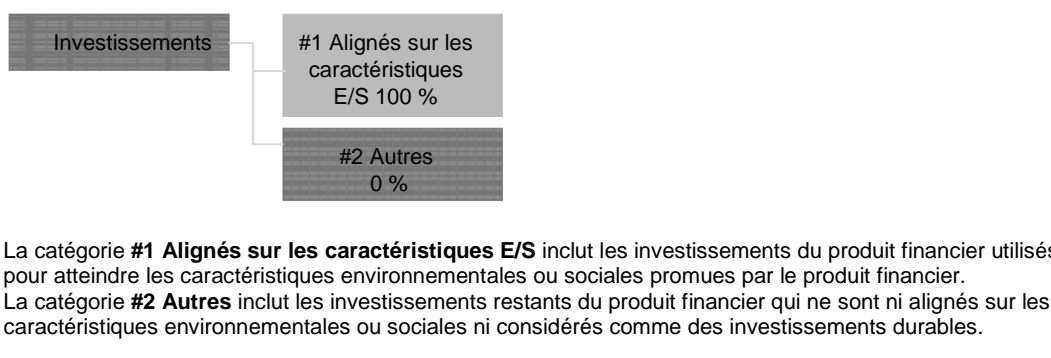 Investissements
#1 Alignés sur les
caractéristiques
E/S 100 %
#2 Autres
0 %
La catégorie #1 Alignés sur les caractéristiques E/S inclut les investissements du produit financier utilisés
pour atteindre les caractéristiques environnementales ou sociales promues par le produit financier.
La catégorie #2 Autres inclut les investissements restants du produit financier qui ne sont ni alignés sur les
caractéristiques environnementales ou sociales ni considérés comme des investissements durables.